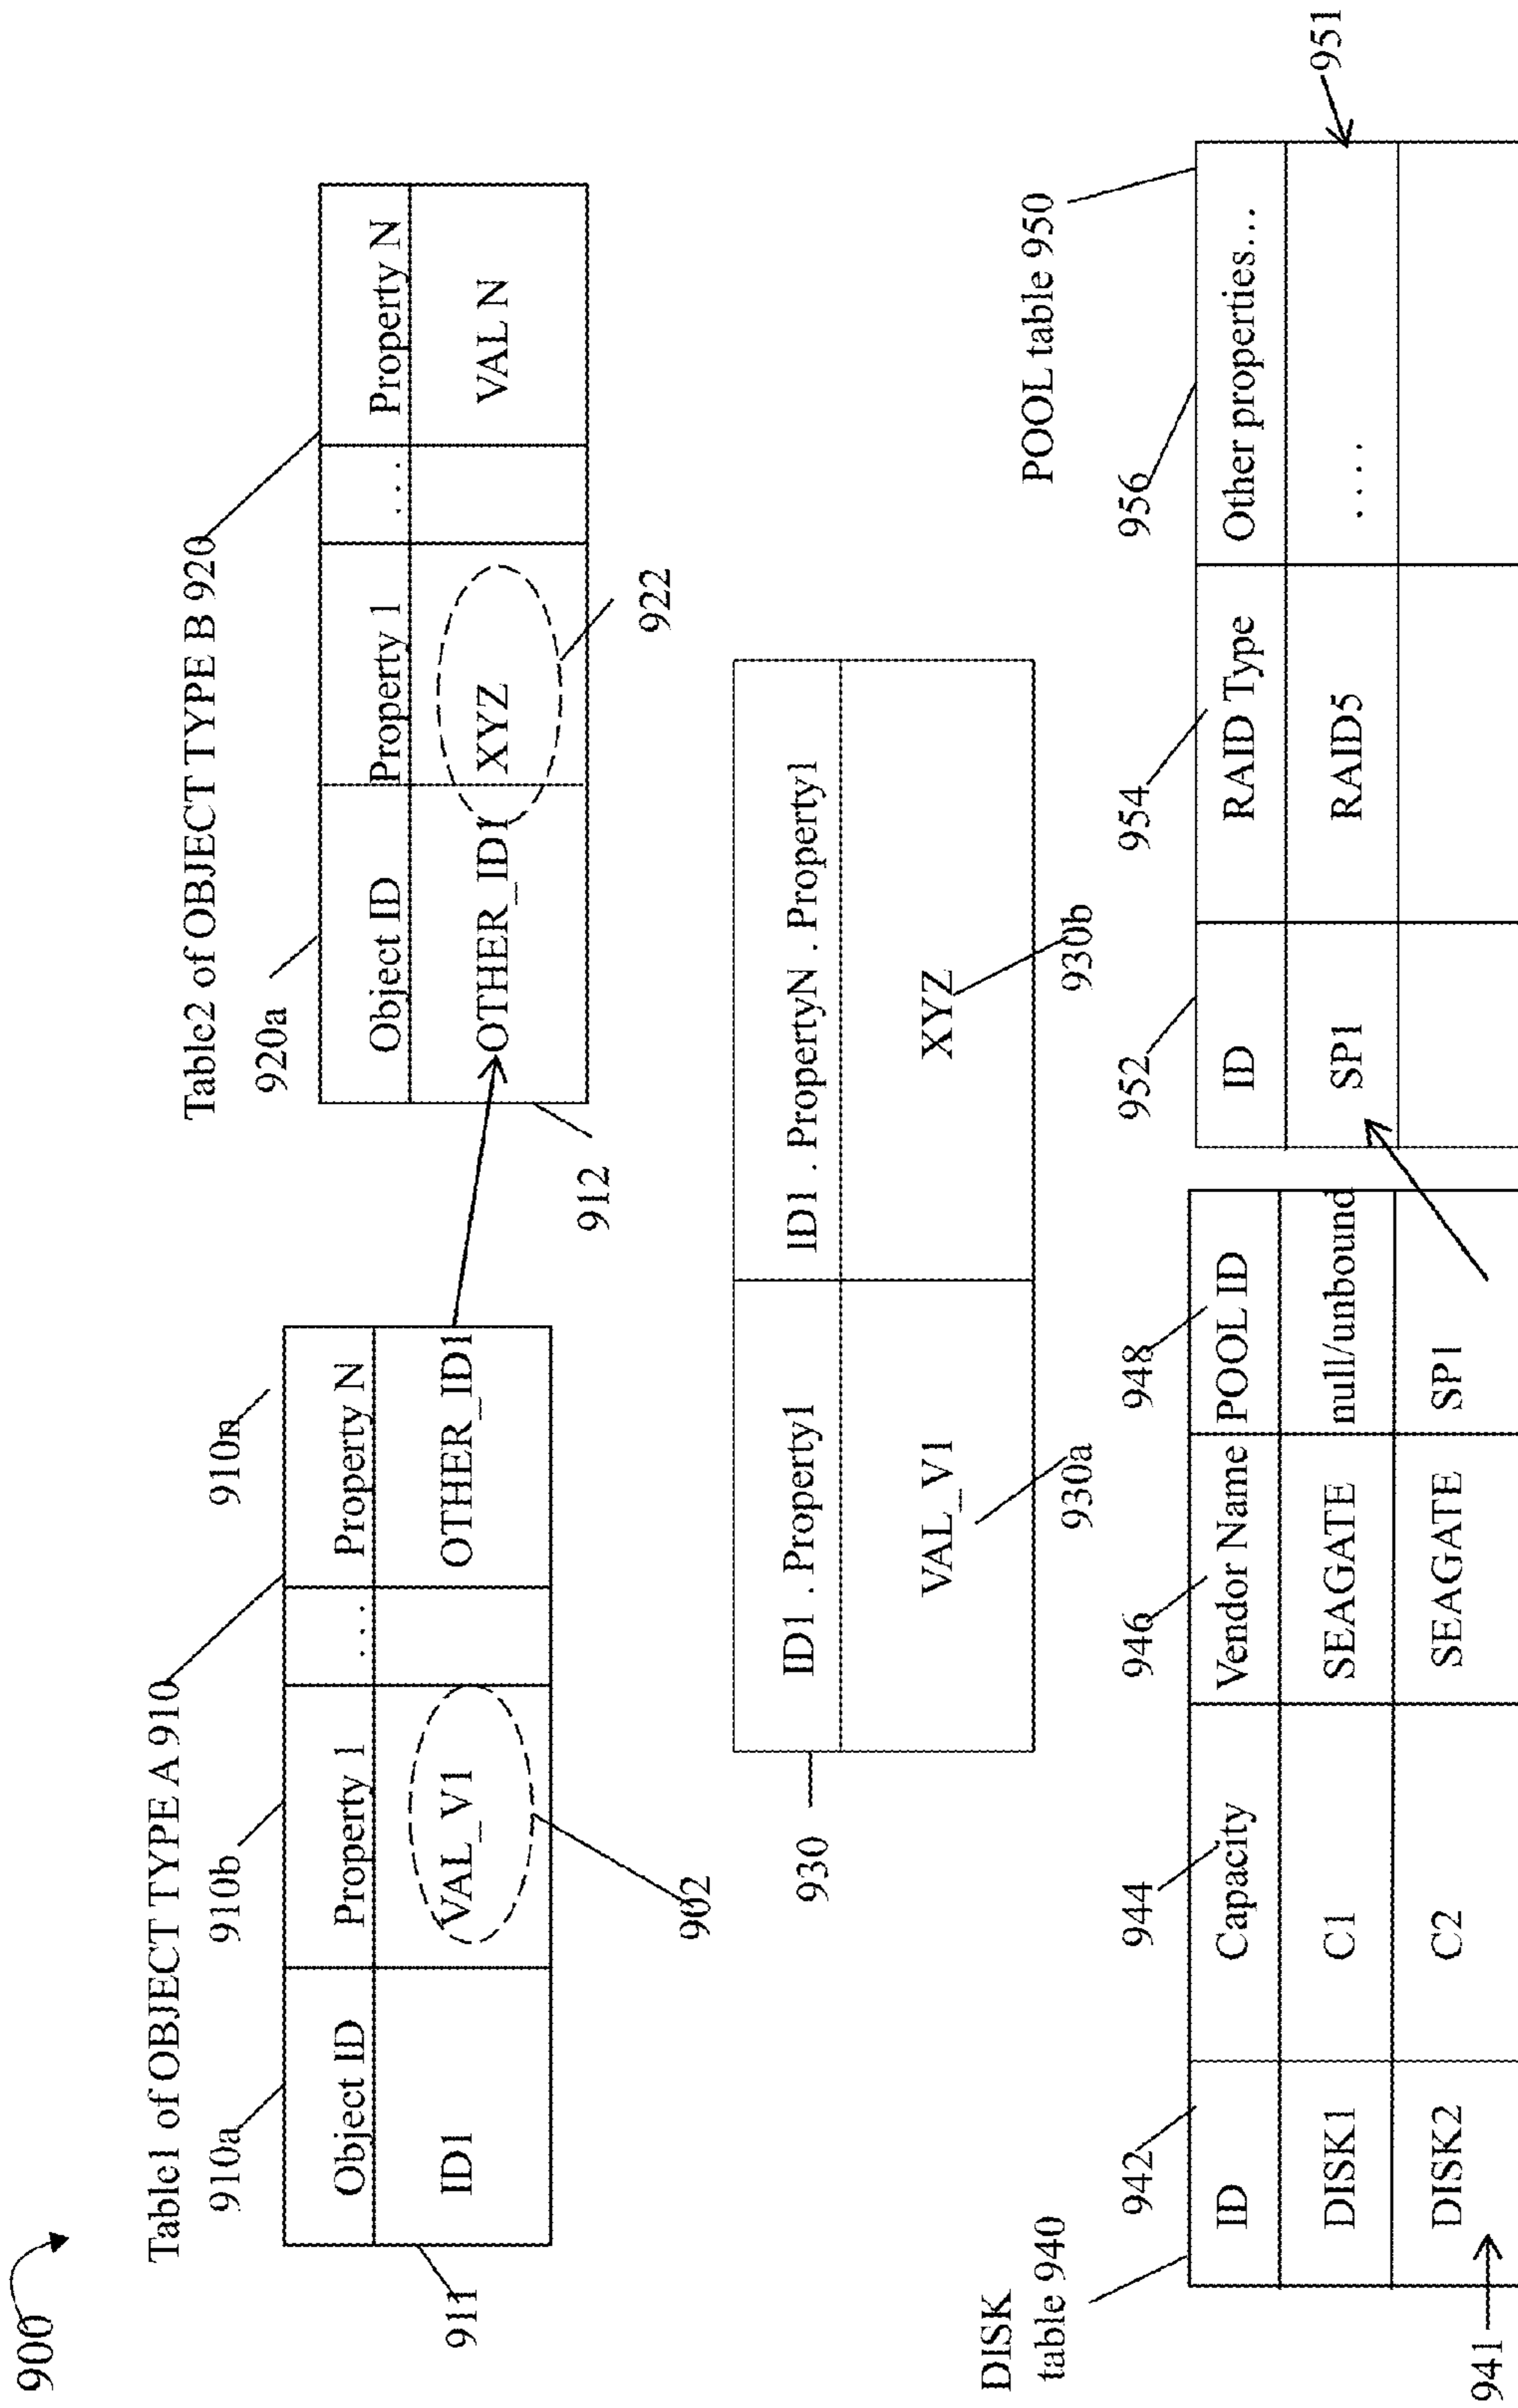 900
Table1 of OBJECT TYPE A 910
910a
910b
910n
Object ID
Property 1
....
Property N
ID1
VAL_V1
OTHER_ID1
911
902
Table2 of OBJECT TYPE B 920
920a
Object ID
Property 1
....
Property N
OTHER_ID1
XYZ
VAL N
912
922
930
ID1 . Property1
ID1 . PropertyN . Property1
VAL_V1
XYZ
930a
930b
DISK
table 940
942
944
946
948
ID
Capacity
Vendor Name
POOL ID
DISK1
C1
SEAGATE
null/unbound
DISK2
C2
SEAGATE
SP1
941
POOL table 950
952
954
956
ID
RAID Type
Other properties...
SP1
RAID5
....
951